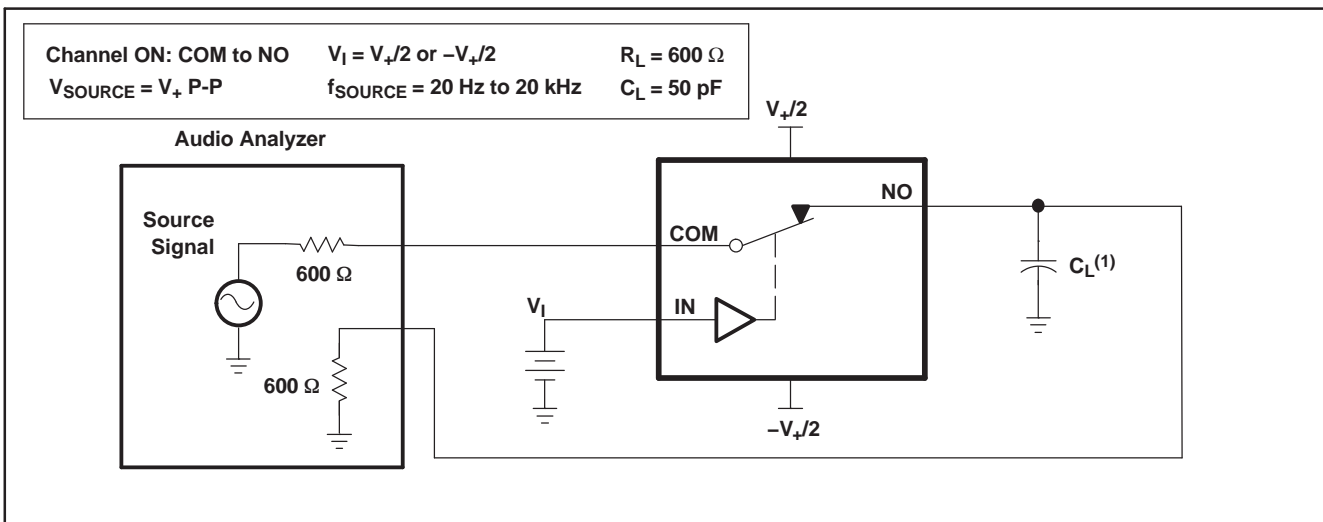 Channel ON: COM to NO V_I = V_+/2 or −V_+/2 R_L = 600 Ω
V_SOURCE = V_+ P-P f_SOURCE = 20 Hz to 20 kHz C_L = 50 pF
Audio Analyzer
V_+/2
Source
Signal
600 Ω
COM
NO
C_L^(1)
V_I
IN
600 Ω
−V_+/2